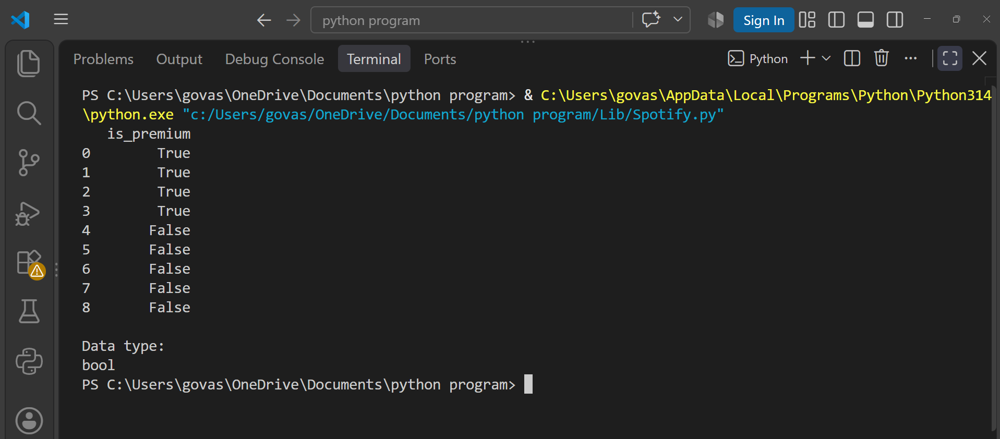 python program
Sign In
Problems Output Debug Console Terminal Ports
Python
PS C:\Users\govas\OneDrive\Documents\python program> & C:\Users\govas\AppData\Local\Programs\Python\Python314
\python.exe "c:/Users/govas/OneDrive/Documents/python program/Lib/Spotify.py"
is_premium
0 True
1 True
2 True
3 True
4 False
5 False
6 False
7 False
8 False
Data type:
bool
PS C:\Users\govas\OneDrive\Documents\python program>